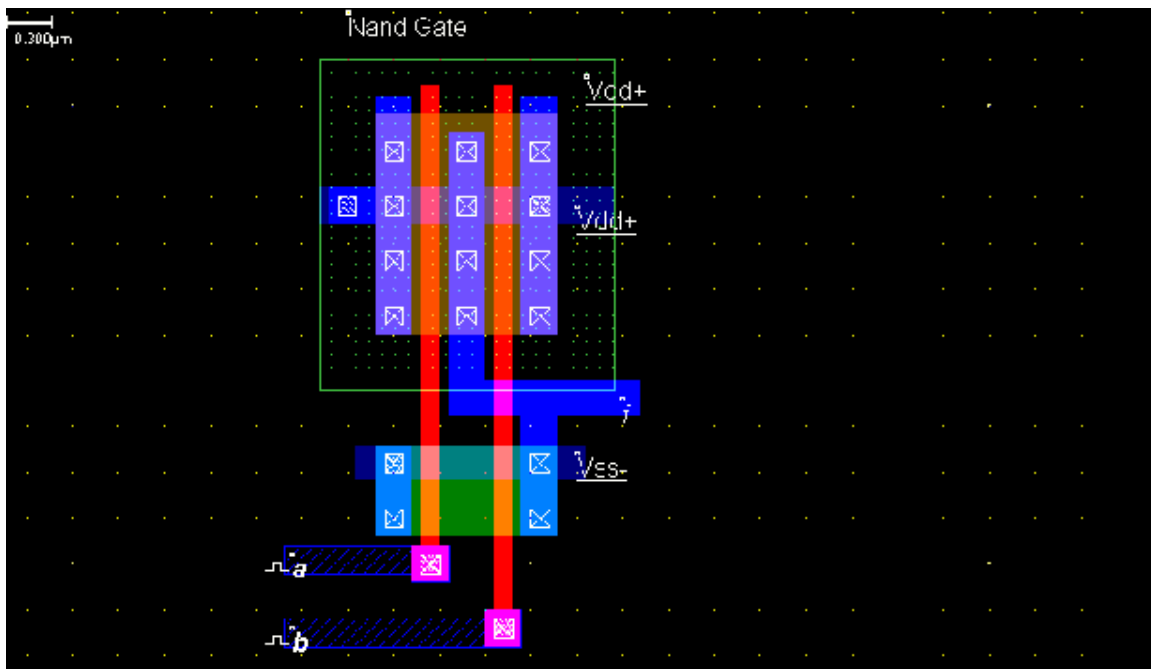 Nand Gate
0.300µm
Vdd+
Vdd+
Vss-
a
b